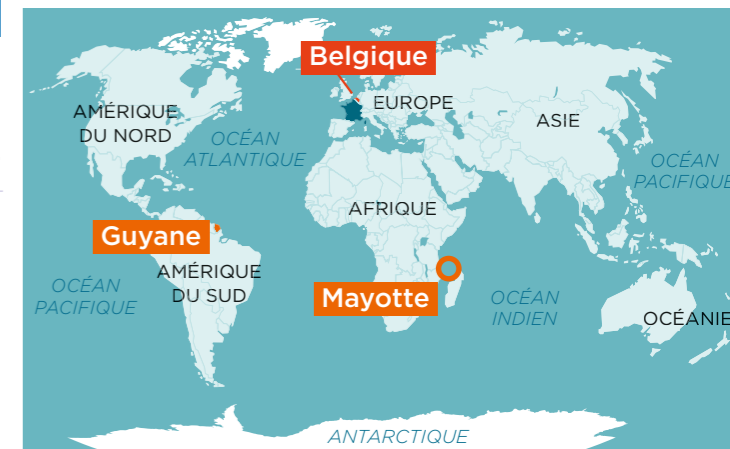 Belgique
EUROPE
AMÉRIQUE
DU NORD
ASIE
OCÉAN
ATLANTIQUE
OCÉAN
PACIFIQUE
AFRIQUE
Guyane
AMÉRIQUE
DU SUD
OCÉAN
PACIFIQUE
Mayotte
OCÉAN
INDIEN
OCÉANIE
ANTARCTIQUE